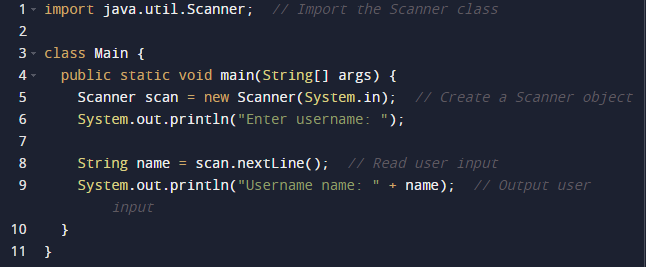 1 import java.util.Scanner;  // Import the Scanner class
2
3 class Main {
4   public static void main(String[] args) {
5     Scanner scan = new Scanner(System.in);  // Create a Scanner object
6     System.out.println("Enter username: ");
7
8     String name = scan.nextLine();  // Read user input
9     System.out.println("Username name: " + name);  // Output user
input
10   }
11 }